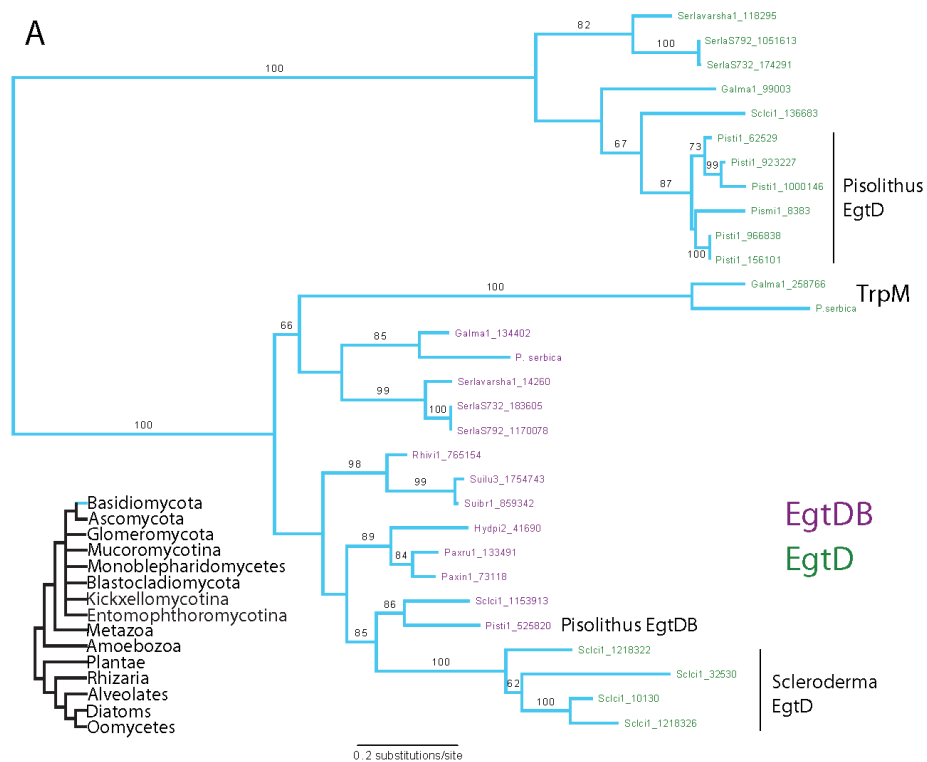 A
82
Serlavarsha1_118295
100
SerlaS792_1051613
SerlaS732_174291
100
Galma1_99003
67
Sclci1_136683
73
Pisti1_62529
99
Pisti1_923227
87
Pisti1_1000146
Pismi1_8383
Pisti1_966838
100
Pisti1_156101
Pisolithus
EgtD
100
Galma1_258766
TrpM
P.serbica
66
85
Galma1_134402
P. serbica
99
Serlavarsha1_14260
100
SerlaS732_183605
SerlaS792_1170078
100
98
Rhivi1_765154
99
Suilu3_1754743
Suibr1_859342
89
Hydpi2_41690
84
Paxru1_133491
Paxin1_73118
EgtDB
EgtD
86
Sclci1_1153913
85
Pisti1_525820
Pisolithus EgtDB
100
Sclci1_1218322
62
Sclci1_32530
100
Sclci1_10130
Sclci1_1218326
Scleroderma
EgtD
Basidiomycota
Ascomycota
Glomeromycota
Mucoromycotina
Monoblepharidomycetes
Blastocladiomycota
Kickxellomycotina
Entomophthoromycotina
Metazoa
Amoebozoa
Plantae
Rhizaria
Alveolates
Diatoms
Oomycetes
0.2 substitutions/site